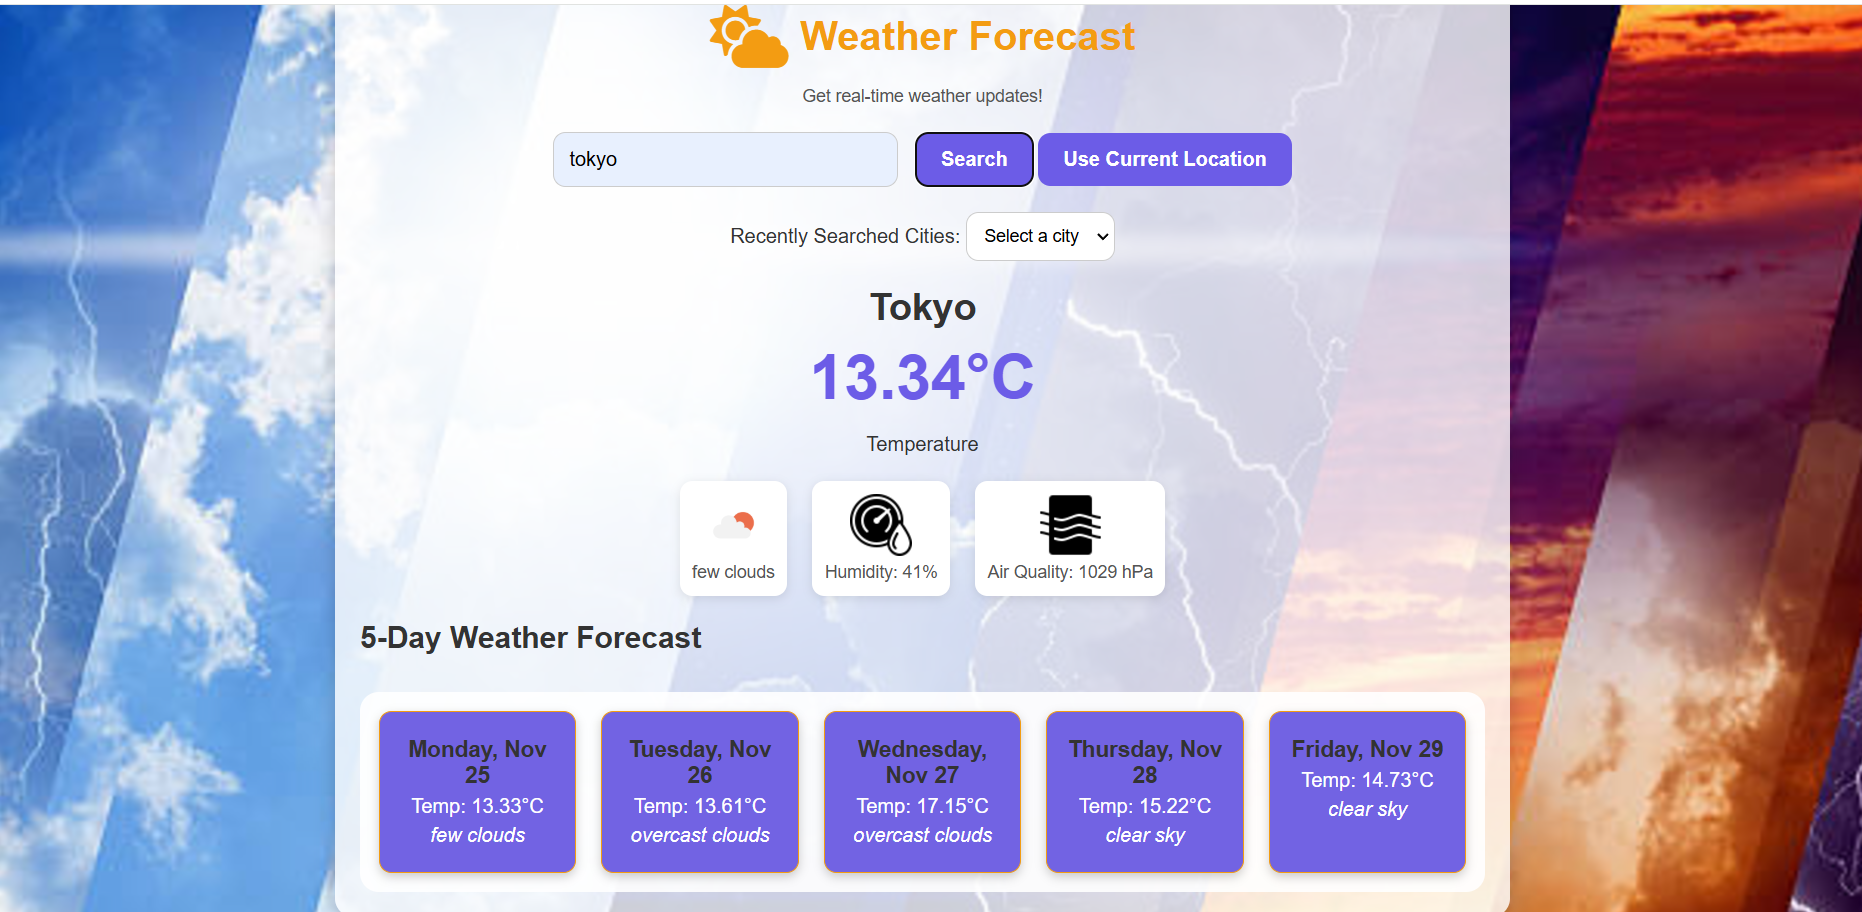 Weather Forecast
Get real-time weather updates!
tokyo
Search
Use Current Location
Recently Searched Cities:
Select a city
Tokyo
13.34°C
Temperature
few clouds
Humidity: 41%
Air Quality: 1029 hPa
5-Day Weather Forecast
Monday, Nov
25
Temp: 13.33°C
few clouds
Tuesday, Nov
26
Temp: 13.61°C
overcast clouds
Wednesday,
Nov 27
Temp: 17.15°C
overcast clouds
Thursday, Nov
28
Temp: 15.22°C
clear sky
Friday, Nov 29
Temp: 14.73°C
clear sky